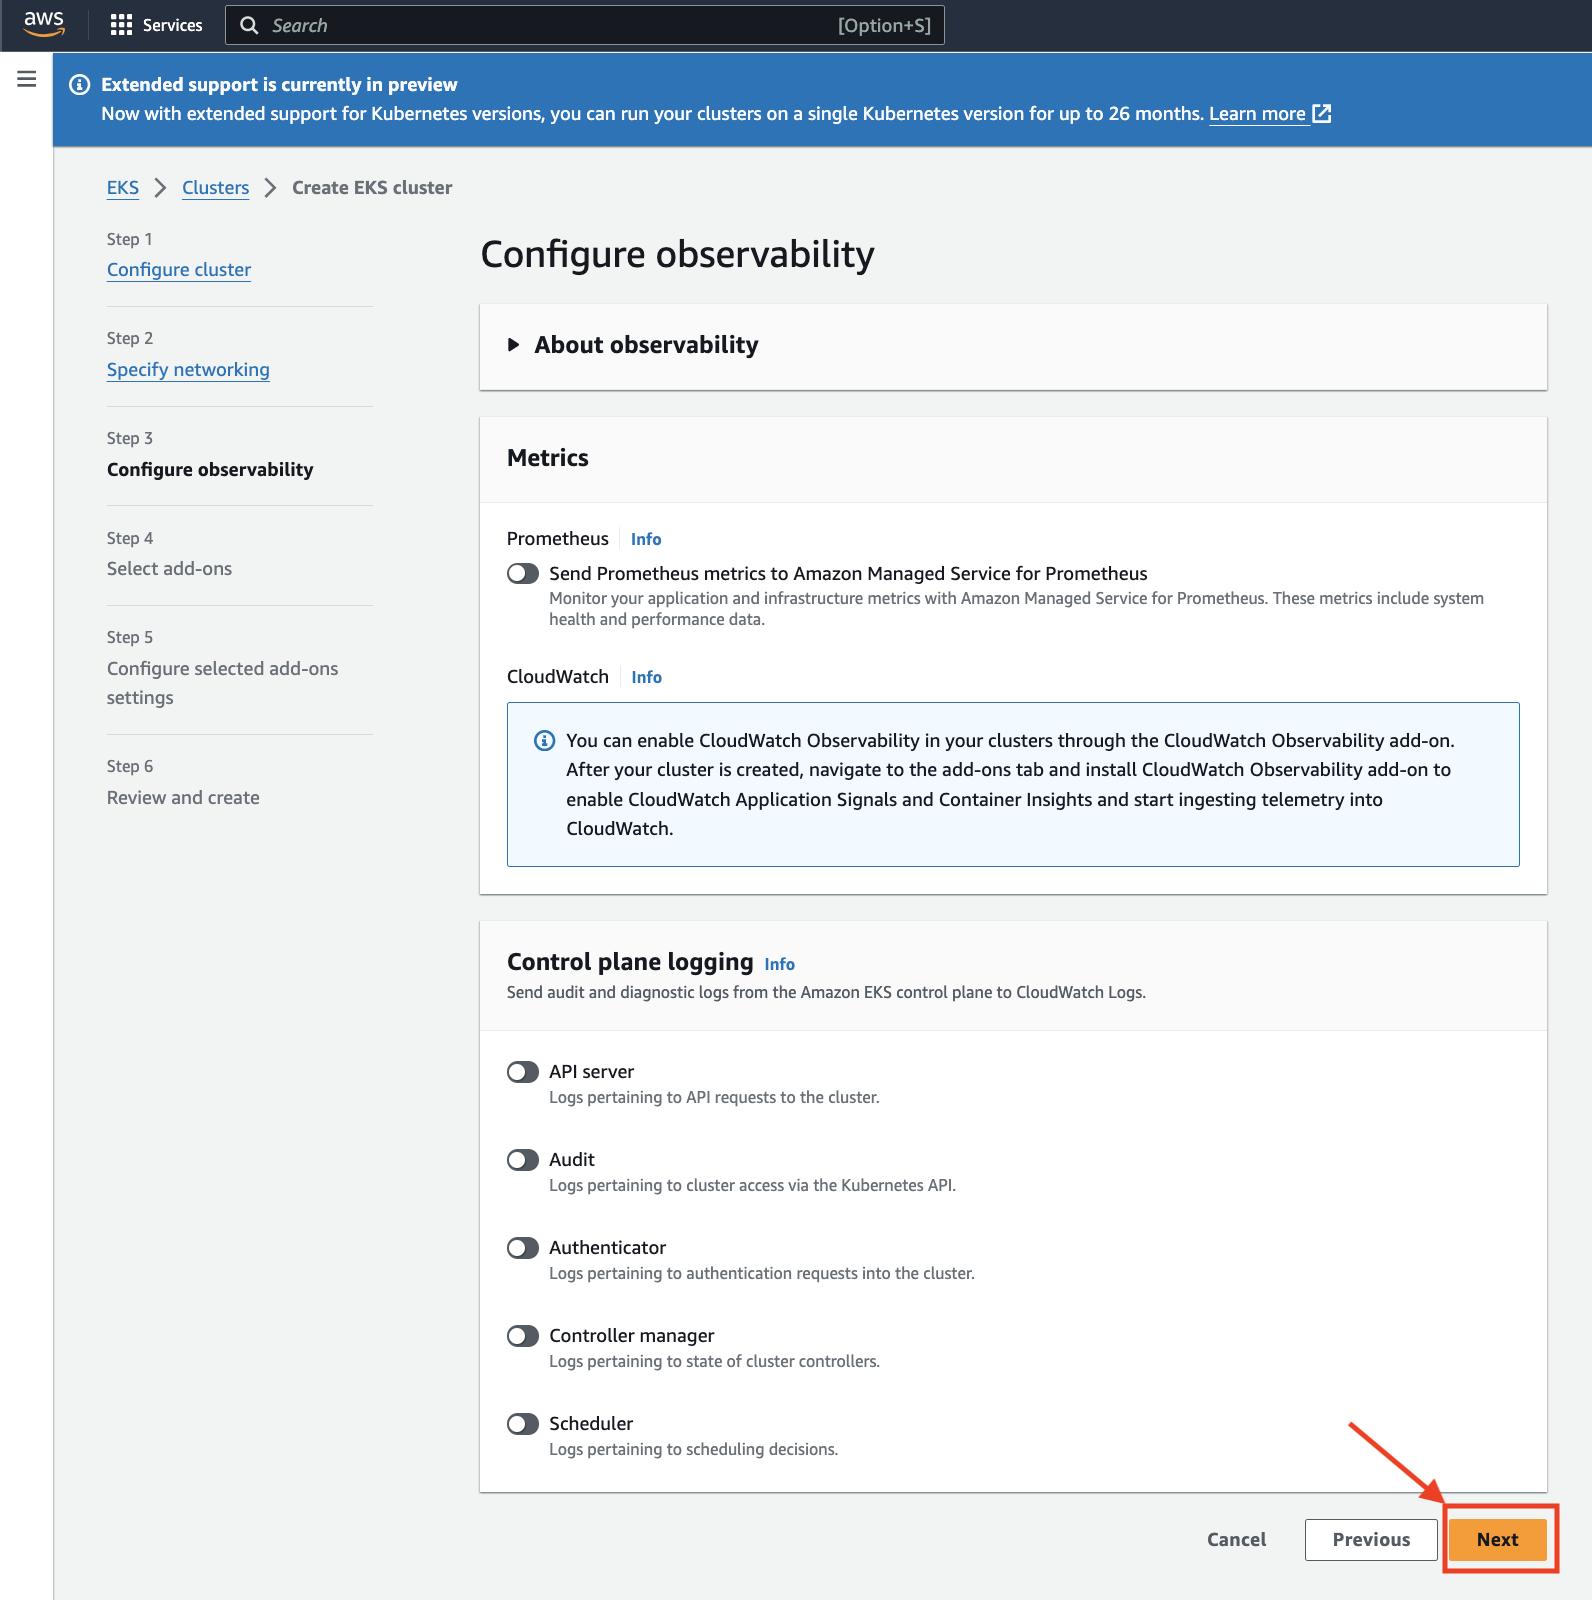 aws
Services
Search
[Option+S]
Extended support is currently in preview
Now with extended support for Kubernetes versions, you can run your clusters on a single Kubernetes version for up to 26 months. Learn more
EKS
Clusters
Create EKS cluster
Step 1
Configure cluster
Step 2
Specify networking
Step 3
Configure observability
Step 4
Select add-ons
Step 5
Configure selected add-ons
settings
Step 6
Review and create
Configure observability
About observability
Metrics
Prometheus
Info
Send Prometheus metrics to Amazon Managed Service for Prometheus
Monitor your application and infrastructure metrics with Amazon Managed Service for Prometheus. These metrics include system
health and performance data.
CloudWatch
Info
You can enable CloudWatch Observability in your clusters through the CloudWatch Observability add-on.
After your cluster is created, navigate to the add-ons tab and install CloudWatch Observability add-on to
enable CloudWatch Application Signals and Container Insights and start ingesting telemetry into
CloudWatch.
Control plane logging
Info
Send audit and diagnostic logs from the Amazon EKS control plane to CloudWatch Logs.
API server
Logs pertaining to API requests to the cluster.
Audit
Logs pertaining to cluster access via the Kubernetes API.
Authenticator
Logs pertaining to authentication requests into the cluster.
Controller manager
Logs pertaining to state of cluster controllers.
Scheduler
Logs pertaining to scheduling decisions.
Cancel
Previous
Next